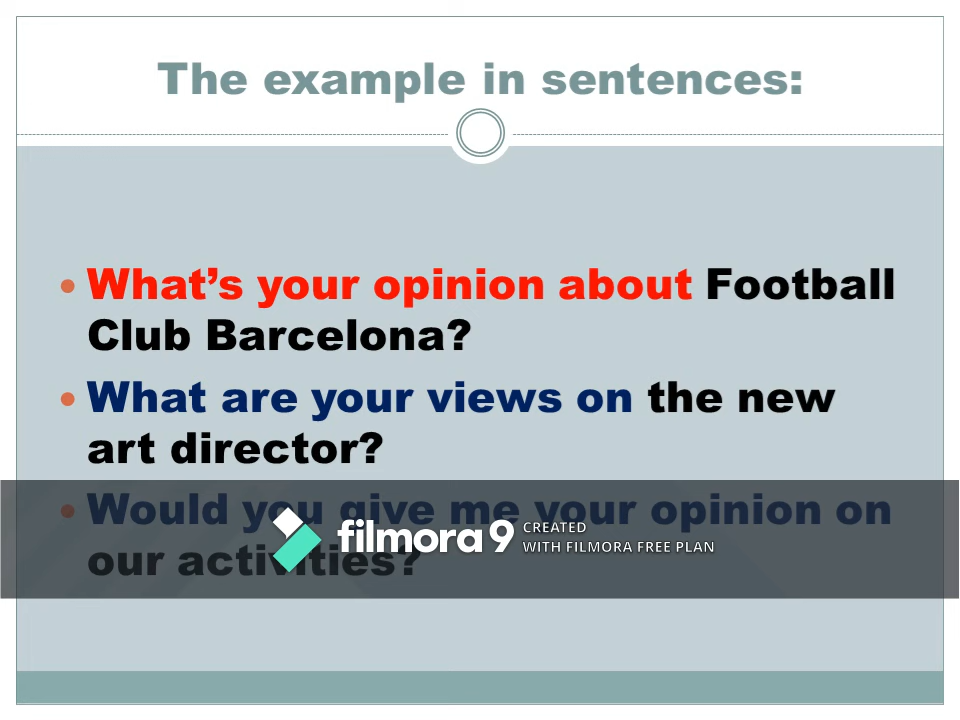 The example in sentences:
What’s your opinion about Football
Club Barcelona?
What are your views on the new
art director?
Would you give me your opinion on
our activities?
filmora 9 CREATED
WITH FILMORA FREE PLAN